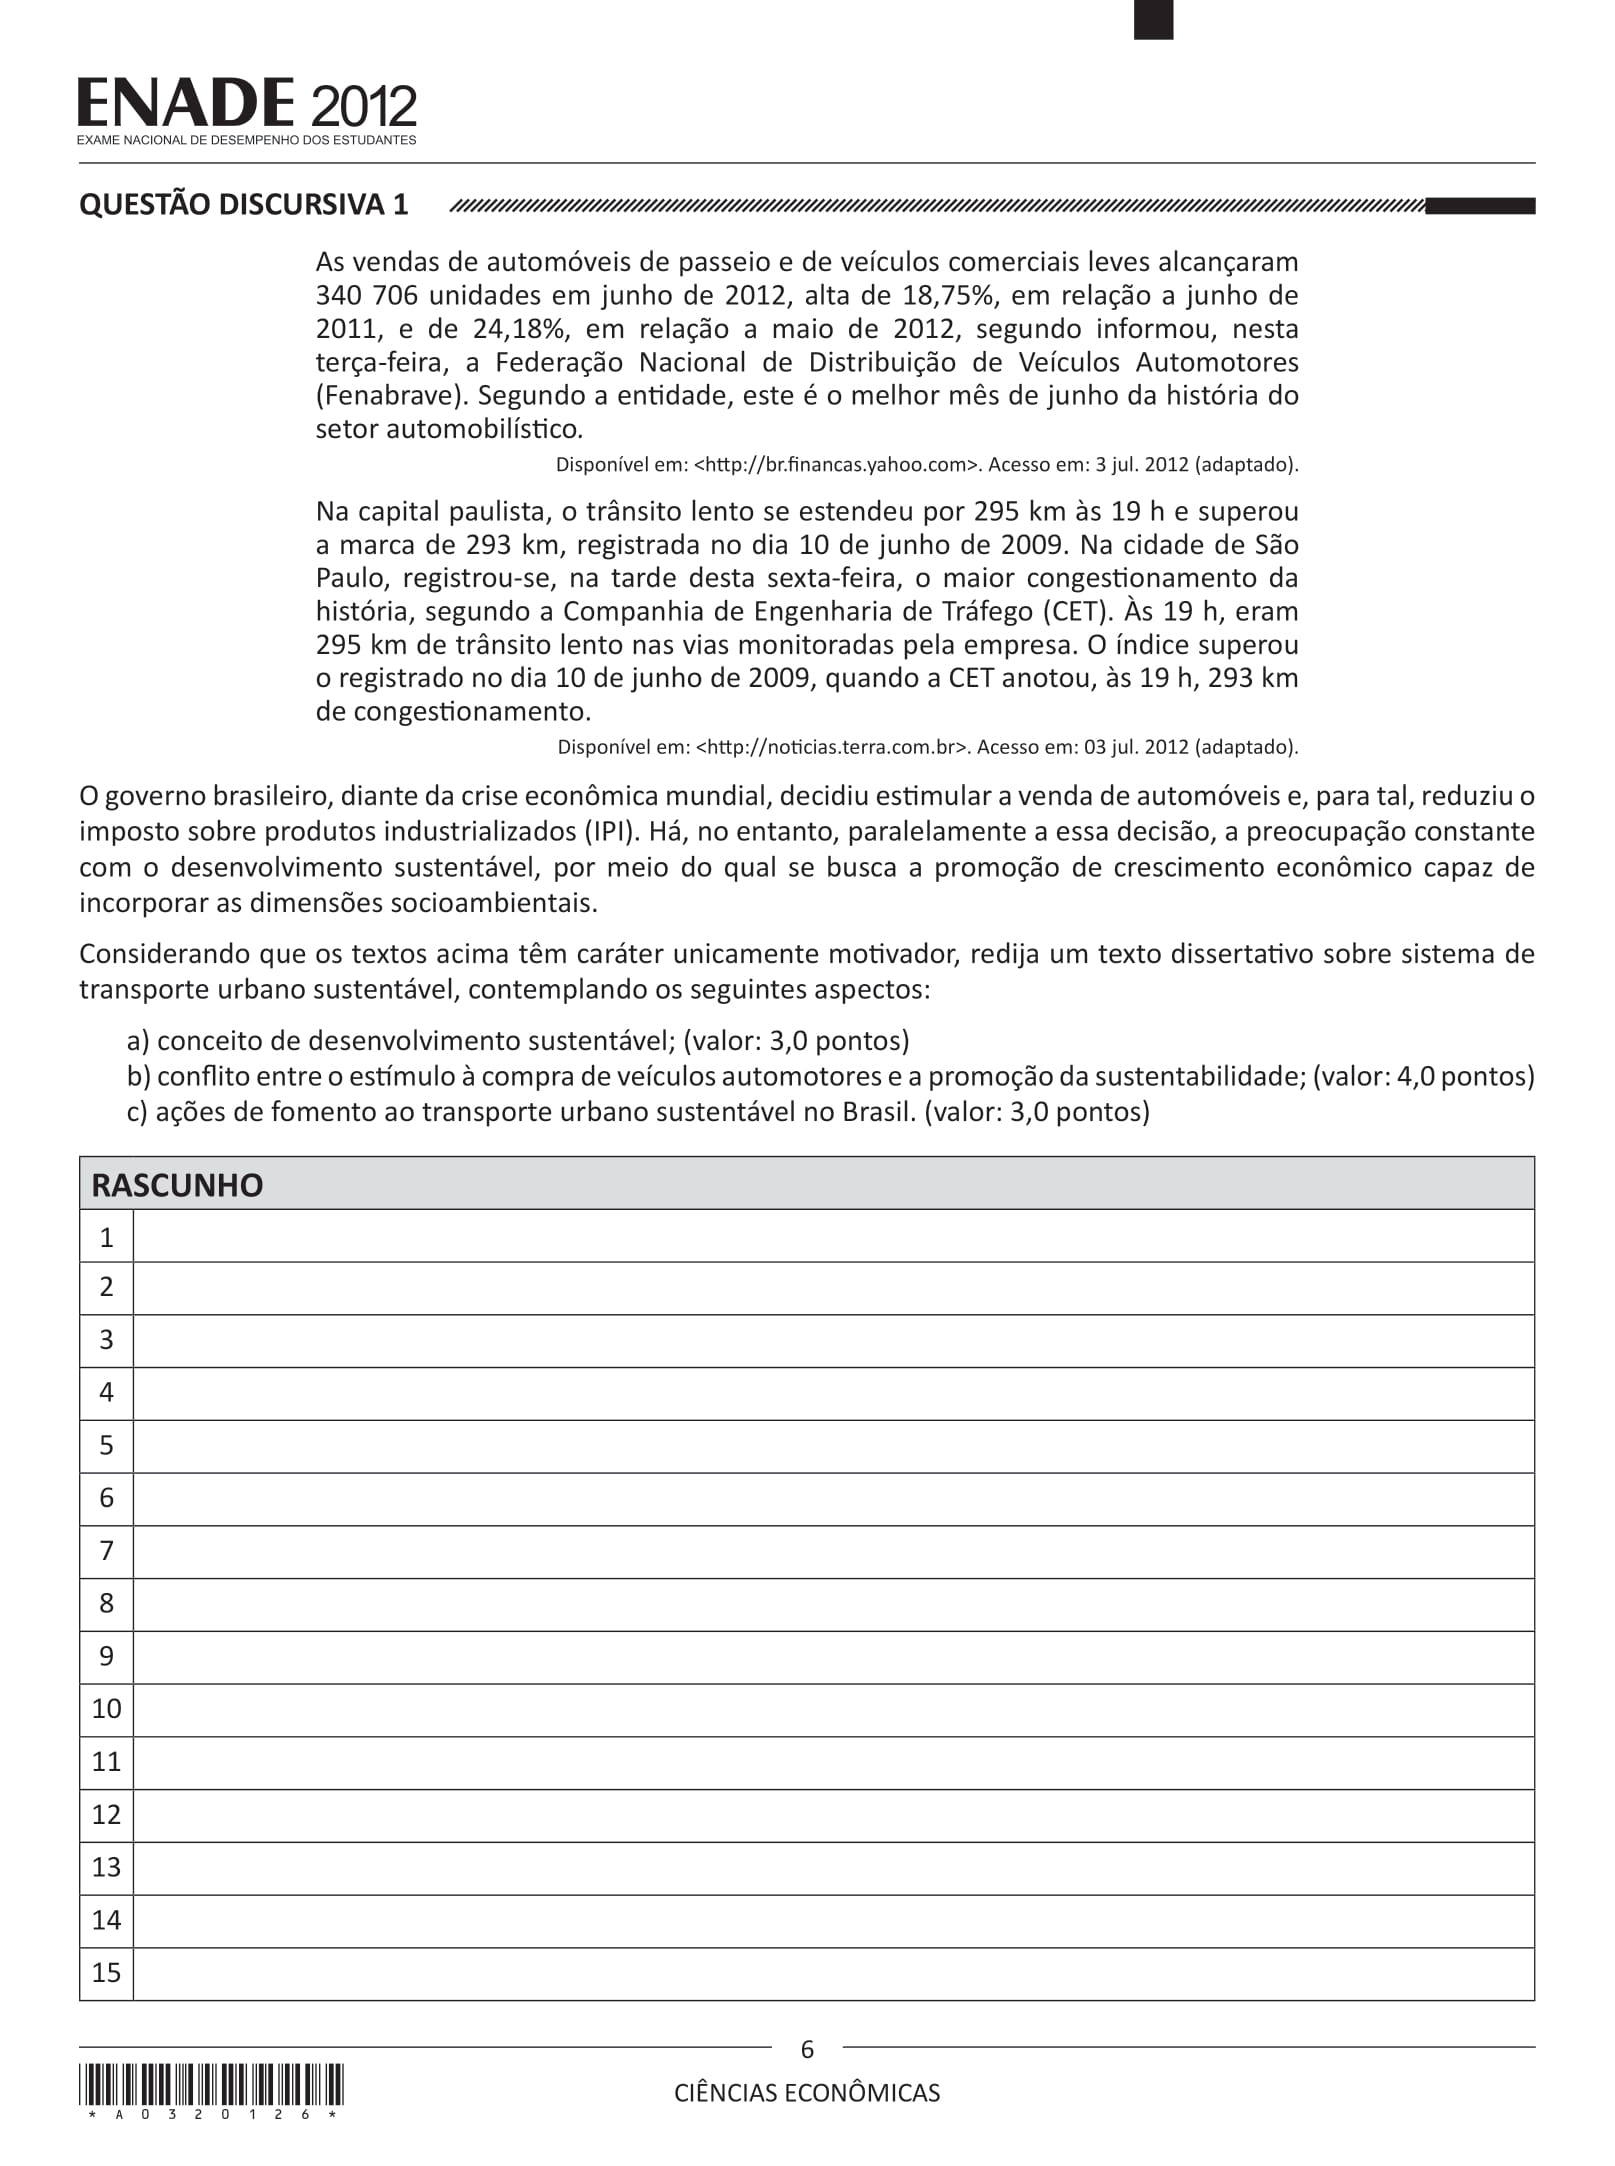 ENADE 2012
EXAME NACIONAL DE DESEMPENHO DOS ESTUDANTES
QUESTÃO DISCURSIVA 1
As vendas de automóveis de passeio e de veículos comerciais leves alcançaram
340 706 unidades em junho de 2012, alta de 18,75%, em relação a junho de
2011, e de 24,18%, em relação a maio de 2012, segundo informou, nesta
terça-feira, a Federação Nacional de Distribuição de Veículos Automotores
(Fenabrave). Segundo a entidade, este é o melhor mês de junho da história do
setor automobilístico.
Disponível em: <http://br.financas.yahoo.com>. Acesso em: 3 jul. 2012 (adaptado).
Na capital paulista, o trânsito lento se estendeu por 295 km às 19 h e superou
a marca de 293 km, registrada no dia 10 de junho de 2009. Na cidade de São
Paulo, registrou-se, na tarde desta sexta-feira, o maior congestionamento da
história, segundo a Companhia de Engenharia de Tráfego (CET). Às 19 h, eram
295 km de trânsito lento nas vias monitoradas pela empresa. O índice superou
o registrado no dia 10 de junho de 2009, quando a CET anotou, às 19 h, 293 km
de congestionamento.
Disponível em: <http://noticias.terra.com.br>. Acesso em: 03 jul. 2012 (adaptado).
O governo brasileiro, diante da crise econômica mundial, decidiu estimular a venda de automóveis e, para tal, reduziu o
imposto sobre produtos industrializados (IPI). Há, no entanto, paralelamente a essa decisão, a preocupação constante
com o desenvolvimento sustentável, por meio do qual se busca a promoção de crescimento econômico capaz de
incorporar as dimensões socioambientais.
Considerando que os textos acima têm caráter unicamente motivador, redija um texto dissertativo sobre sistema de
transporte urbano sustentável, contemplando os seguintes aspectos:
a) conceito de desenvolvimento sustentável; (valor: 3,0 pontos)
b) conflito entre o estímulo à compra de veículos automotores e a promoção da sustentabilidade; (valor: 4,0 pontos)
c) ações de fomento ao transporte urbano sustentável no Brasil. (valor: 3,0 pontos)
RASCUNHO
1
2
3
4
5
6
7
8
9
10
11
12
13
14
15
6
CIÊNCIAS ECONÔMICAS
* A 0 3 2 0 1 2 6 *